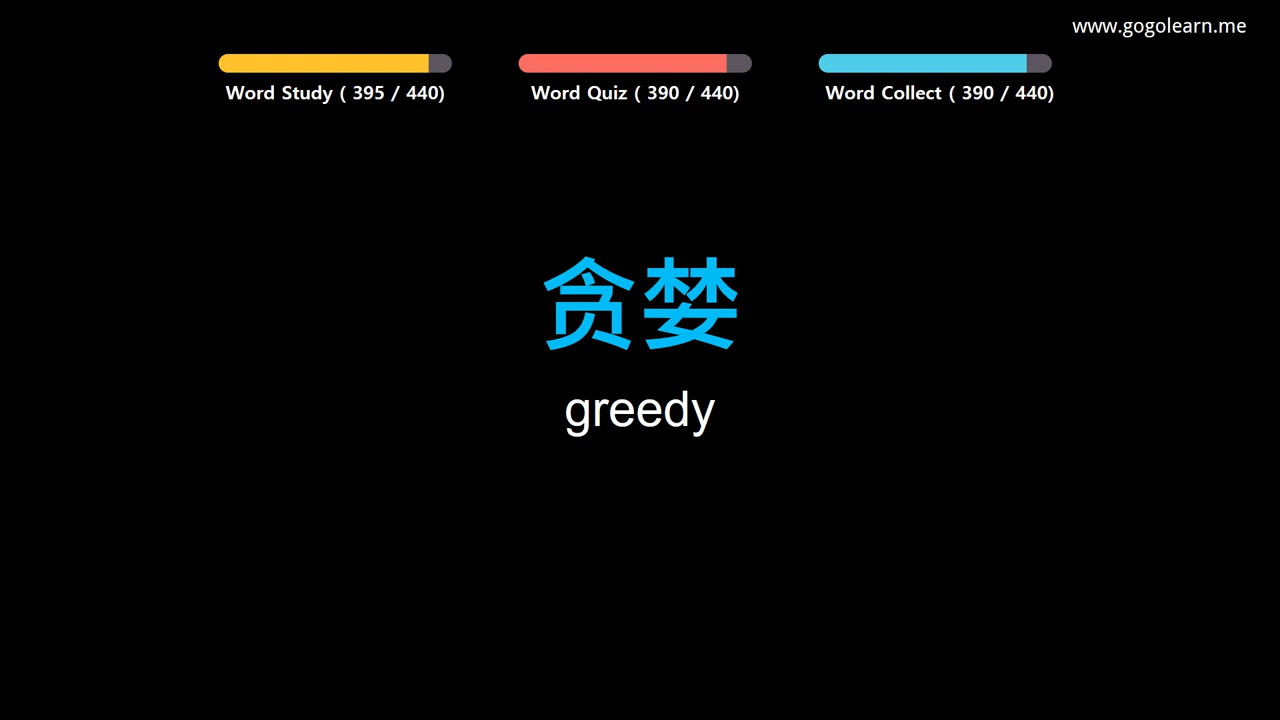 www.gogolearn.me
Word Study ( 395 / 440)
Word Quiz ( 390 / 440)
Word Collect ( 390 / 440)
贪婪
greedy